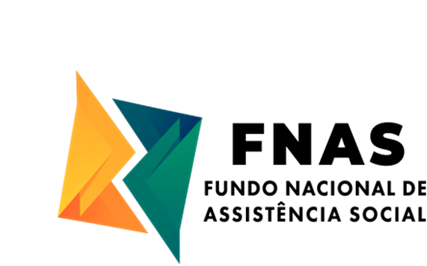 FNAS
FUNDO NACIONAL DE
ASSISTÊNCIA SOCIAL